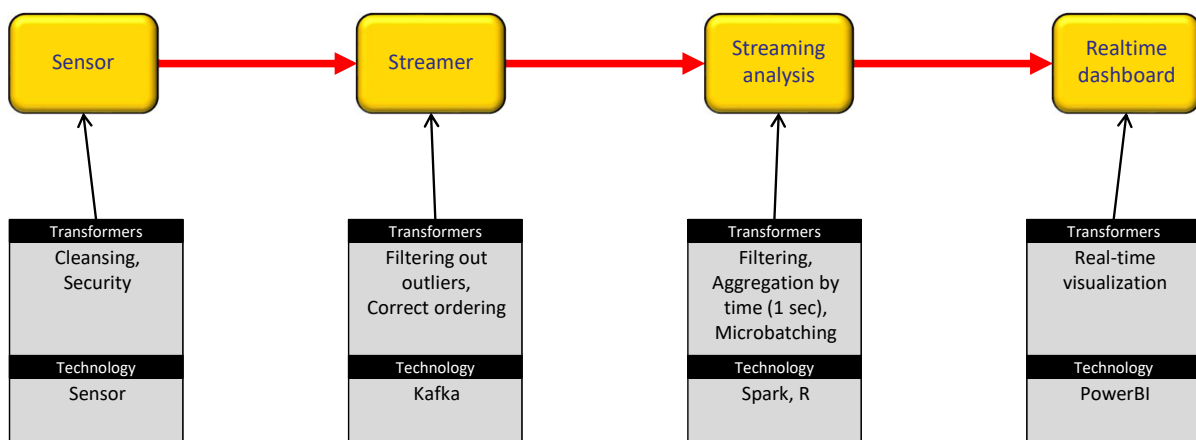 Sensor
Streamer
Streaming
analysis
Realtime
dashboard
Transformers
Cleansing,
Security
Technology
Sensor
Transformers
Filtering out
outliers,
Correct ordering
Technology
Kafka
Transformers
Filtering,
Aggregation by
time (1 sec),
Microbatching
Technology
Spark, R
Transformers
Real-time
visualization
Technology
PowerBI